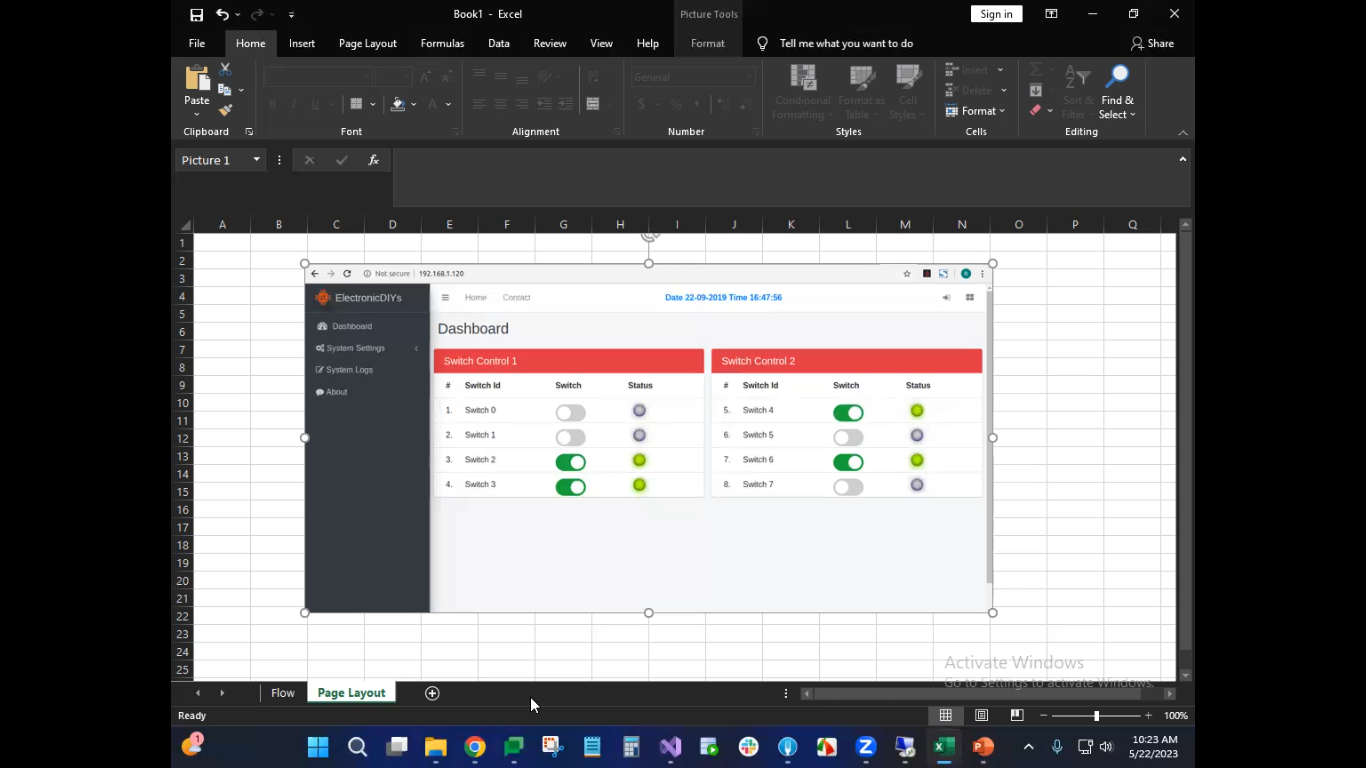 Book1 - Excel
Picture Tools
Sign in
File Home Insert Page Layout Formulas Data Review View Help Format Tell me what you want to do Share
Paste
General
Conditional Formatting
Format as Table
Cell Styles
Insert
Delete
Format
Sort & Filter
Find & Select
Clipboard Font Alignment Number Styles Cells Editing
Picture 1
fx
A B C D E F G H I J K L M N O P Q
1
2
3
4
5
6
7
8
9
10
11
12
13
14
15
16
17
18
19
20
21
22
23
24
25
Not secure 192.168.1.120
ElectronicDIYs
Home Contact Date 22-09-2019 Time 16:47:56
Dashboard
System Settings
System Logs
About
Dashboard
Switch Control 1
# Switch Id Switch Status
1. Switch 0
2. Switch 1
3. Switch 2
4. Switch 3
Switch Control 2
# Switch Id Switch Status
5. Switch 4
6. Switch 5
7. Switch 6
8. Switch 7
Activate Windows
Go to Settings to activate Windows.
Flow Page Layout
Ready
100%
1
10:23 AM
5/22/2023